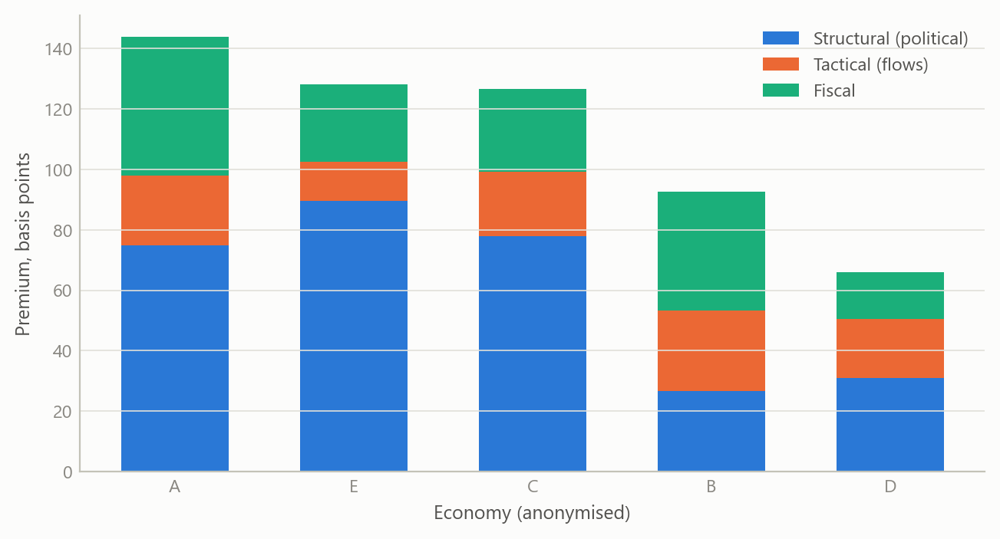 Structural (political)
Tactical (flows)
Fiscal
Premium, basis points
140
120
100
80
60
40
20
0
A E C B D
Economy (anonymised)